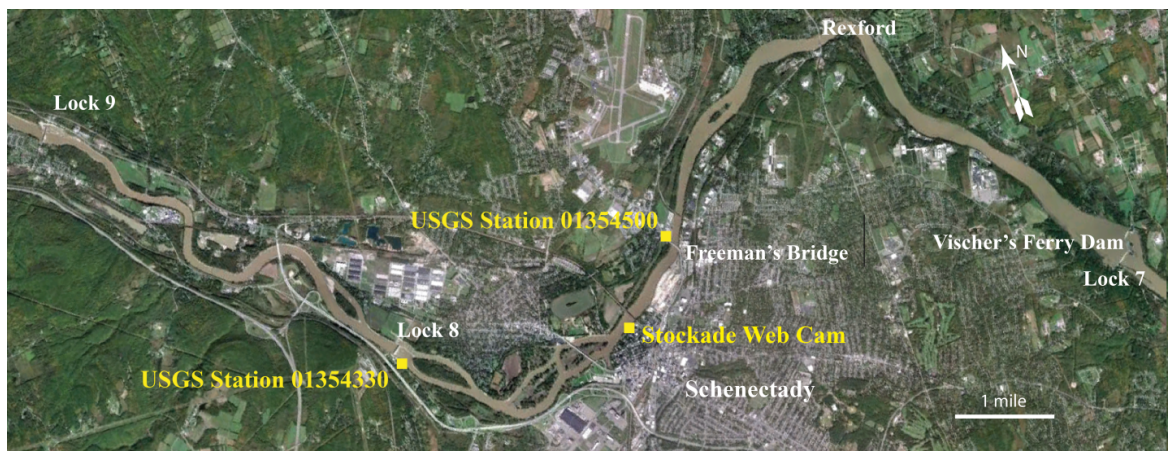 Rexford
N
Lock 9
USGS Station 01354500
Freeman's Bridge
Vischer's Ferry Dam
Lock 7
Lock 8
Stockade Web Cam
USGS Station 01354330
Schenectady
1 mile